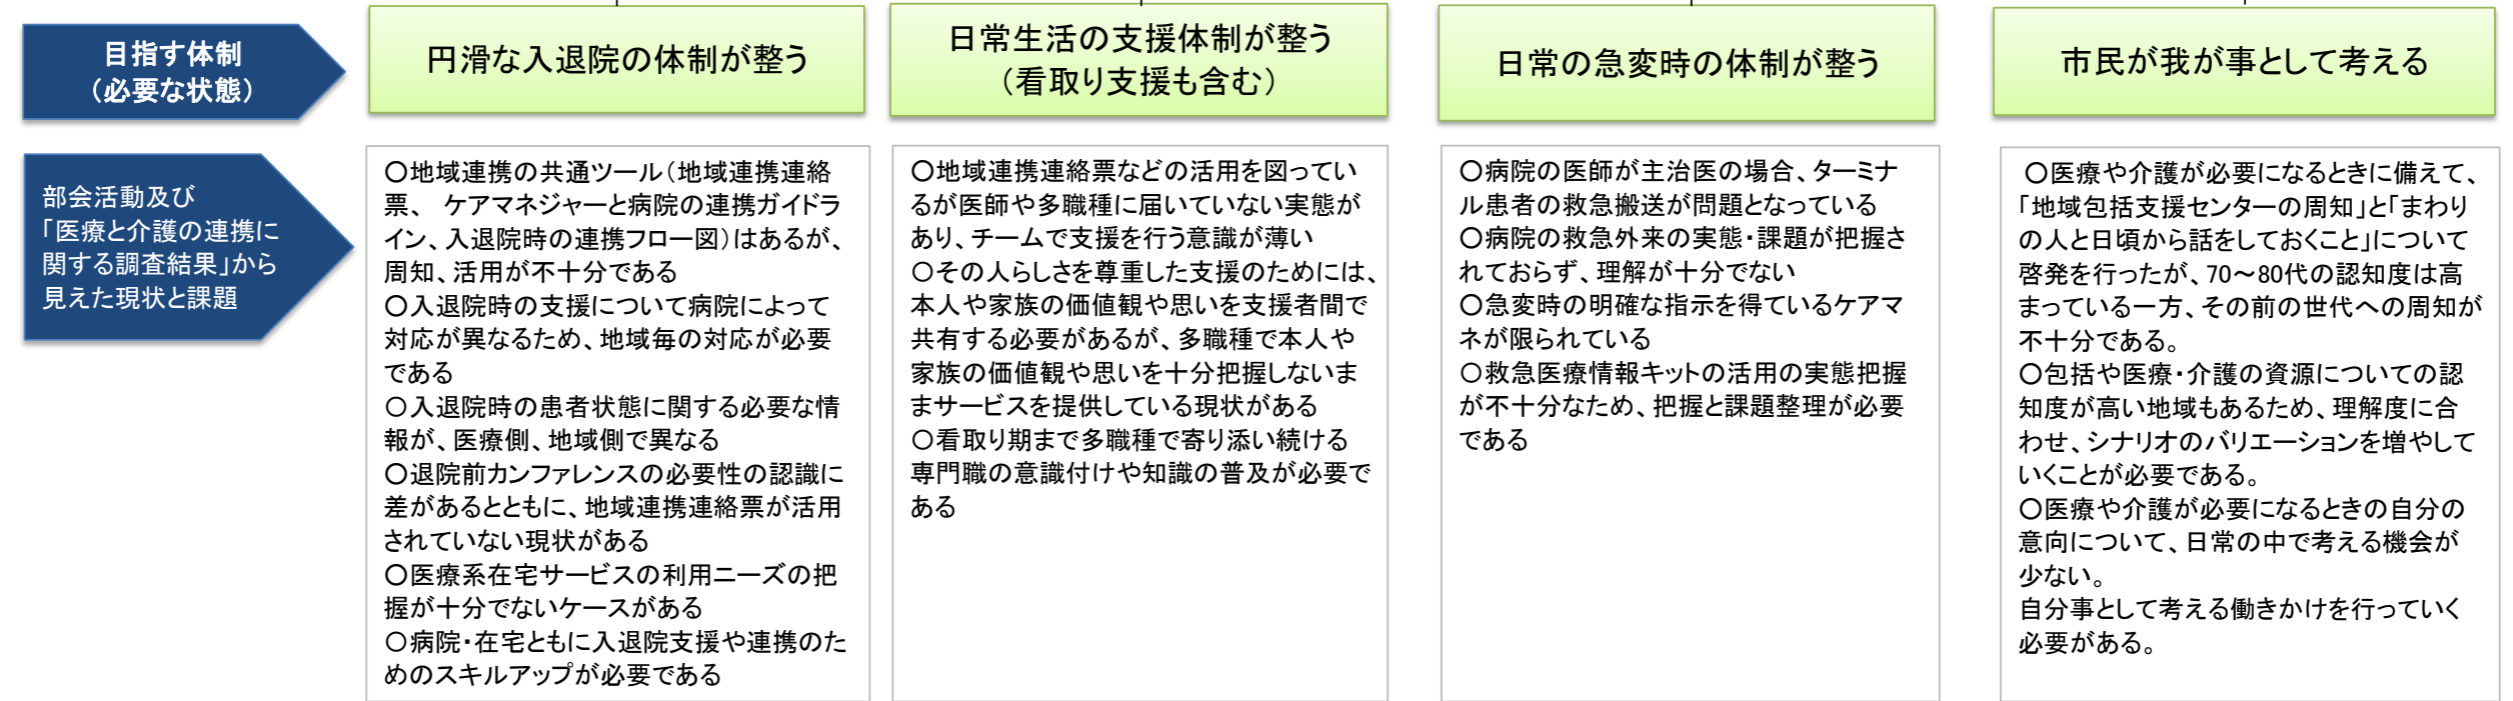 目指す体制
（必要な状態）
円滑な入退院の体制が整う
日常生活の支援体制が整う
（看取り支援も含む）
日常の急変時の体制が整う
市民が我が事として考える
部会活動及び
「医療と介護の連携に
関する調査結果」から
見えた現状と課題
〇地域連携の共通ツール（地域連携連絡
票、 ケアマネジャーと病院の連携ガイドラ
イン、入退院時の連携フロー図）はあるが、
周知、活用が不十分である
〇入退院時の支援について病院によって
対応が異なるため、地域毎の対応が必要
である
〇入退院時の患者状態に関する必要な情
報が、医療側、地域側で異なる
〇退院前カンファレンスの必要性の認識に
差があるとともに、地域連携連絡票が活用
されていない現状がある
〇医療系在宅サービスの利用ニーズの把
握が十分でないケースがある
〇病院・在宅ともに入退院支援や連携のた
めのスキルアップが必要である
〇地域連携連絡票などの活用を図ってい
るが医師や多職種に届いていない実態が
あり、チームで支援を行う意識が薄い
〇その人らしさを尊重した支援のためには、
本人や家族の価値観や思いを支援者間で
共有する必要があるが、多職種で本人や
家族の価値観や思いを十分把握しないま
まサービスを提供している現状がある
〇看取り期まで多職種で寄り添い続ける
専門職の意識付けや知識の普及が必要で
ある
〇病院の医師が主治医の場合、ターミナ
ル患者の救急搬送が問題となっている
〇病院の救急外来の実態・課題が把握さ
れておらず、理解が十分でない
〇急変時の明確な指示を得ているケアマ
ネが限られている
〇救急医療情報キットの活用の実態把握
が不十分なため、把握と課題整理が必要
である
〇医療や介護が必要になるときに備えて、
「地域包括支援センターの周知」と「まわり
の人と日頃から話をしておくこと」について
啓発を行ったが、70～80代の認知度は高
まっている一方、その前の世代への周知が
不十分である。
〇包括や医療・介護の資源についての認
知度が高い地域もあるため、理解度に合
わせ、シナリオのバリエーションを増やして
いくことが必要である。
〇医療や介護が必要になるときの自分の
意向について、日常の中で考える機会が
少ない。
自分事として考える働きかけを行っていく
必要がある。